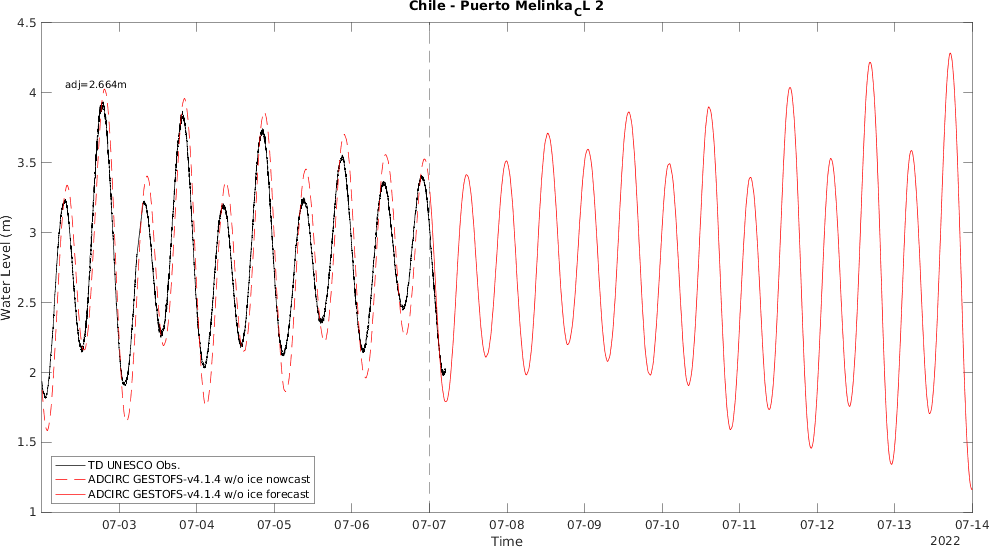 Chile - Puerto Melinka_CL 2
4.5
4
3.5
3
2.5
2
1.5
1
Water Level (m)
adj=2.664m
TD UNESCO Obs.
ADCIRC GESTOFS-v4.1.4 w/o ice nowcast
ADCIRC GESTOFS-v4.1.4 w/o ice forecast
07-03 07-04 07-05 07-06 07-07 07-08 07-09 07-10 07-11 07-12 07-13 07-14
Time
2022